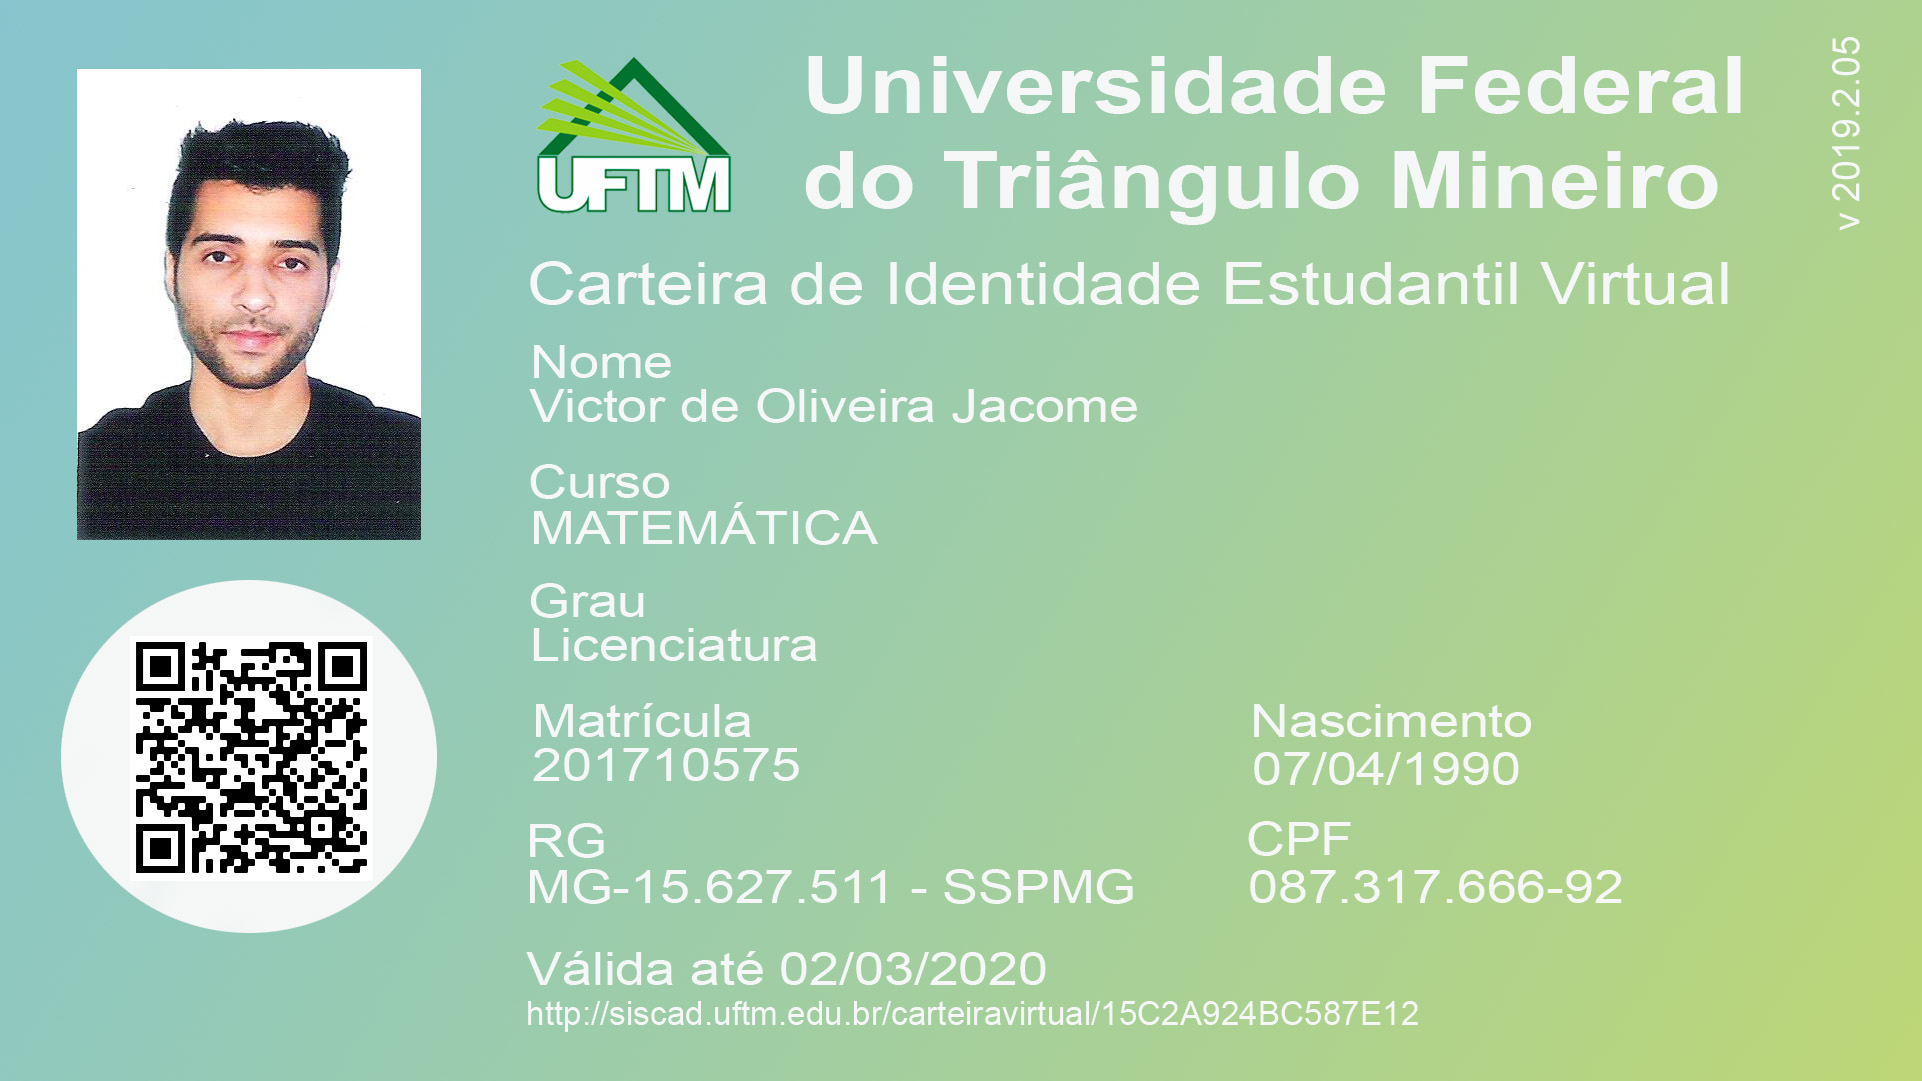 UFTM
Universidade Federal
do Triângulo Mineiro
v 2019.2.05
Carteira de Identidade Estudantil Virtual
Nome
Victor de Oliveira Jacome
Curso
MATEMÁTICA
Grau
Licenciatura
Matrícula
201710575
Nascimento
07/04/1990
RG
MG-15.627.511 - SSPMG
CPF
087.317.666-92
Válida até 02/03/2020
http://siscad.uftm.edu.br/carteiravirtual/15C2A924BC587E12